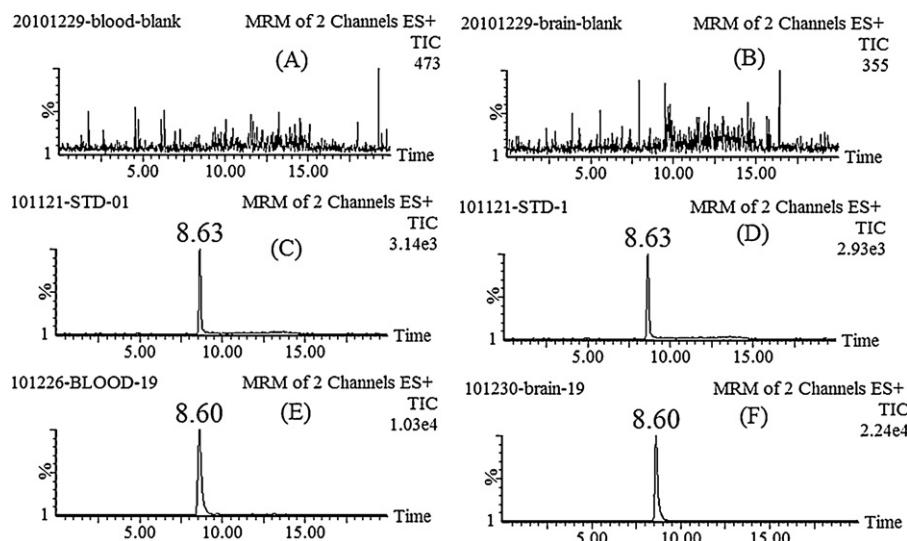 20101229-blood-blank MRM of 2 Channels ES+
TIC
473
(A)
%
1
Time
5.00 10.00 15.00
20101229-brain-blank MRM of 2 Channels ES+
TIC
355
(B)
%
1
Time
5.00 10.00 15.00
101121-STD-01 MRM of 2 Channels ES+
TIC
3.14e3
8.63
(C)
%
1
Time
5.00 10.00 15.00
101121-STD-1 MRM of 2 Channels ES+
TIC
2.93e3
8.63
(D)
%
1
Time
5.00 10.00 15.00
101226-BLOOD-19 MRM of 2 Channels ES+
TIC
1.03e4
8.60
(E)
%
1
Time
5.00 10.00 15.00
101230-brain-19 MRM of 2 Channels ES+
TIC
2.24e4
8.60
(F)
%
1
Time
5.00 10.00 15.00